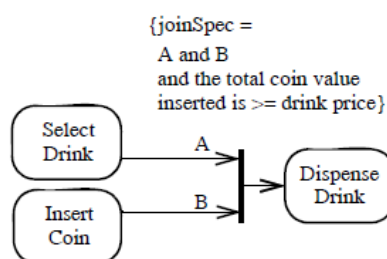 {joinSpec =
A and B
and the total coin value
inserted is >= drink price}
Select
Drink
A
B
Insert
Coin
Dispense
Drink